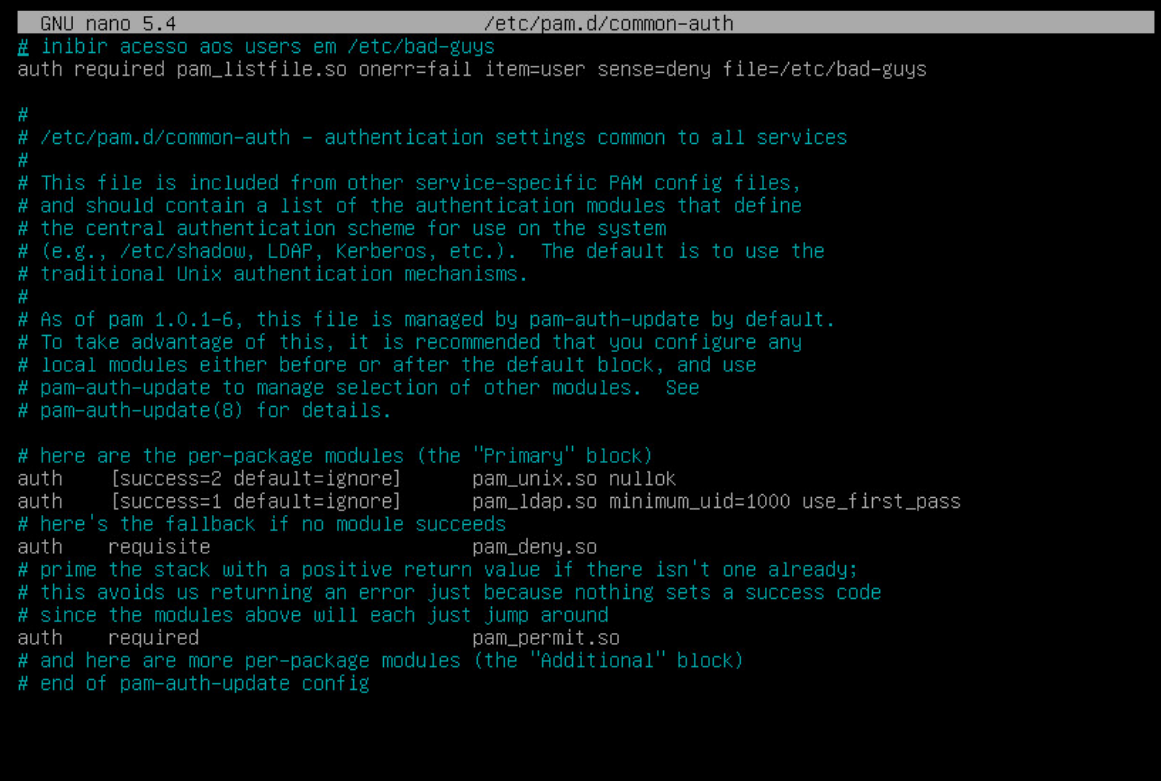 GNU nano 5.4 /etc/pam.d/common-auth
# inibir acesso aos users em /etc/bad-guys
auth required pam_listfile.so onerr=fail item=user sense=deny file=/etc/bad-guys
#
# /etc/pam.d/common-auth - authentication settings common to all services
#
# This file is included from other service-specific PAM config files,
# and should contain a list of the authentication modules that define
# the central authentication scheme for use on the system
# (e.g., /etc/shadow, LDAP, Kerberos, etc.).  The default is to use the
# traditional Unix authentication mechanisms.
#
# As of pam 1.0.1-6, this file is managed by pam-auth-update by default.
# To take advantage of this, it is recommended that you configure any
# local modules either before or after the default block, and use
# pam-auth-update to manage selection of other modules.  See
# pam-auth-update(8) for details.
# here are the per-package modules (the "Primary" block)
auth    [success=2 default=ignore]      pam_unix.so nullok
auth    [success=1 default=ignore]      pam_ldap.so minimum_uid=1000 use_first_pass
# here's the fallback if no module succeeds
auth    requisite                       pam_deny.so
# prime the stack with a positive return value if there isn't one already;
# this avoids us returning an error just because nothing sets a success code
# since the modules above will each just jump around
auth    required                        pam_permit.so
# and here are more per-package modules (the "Additional" block)
# end of pam-auth-update config